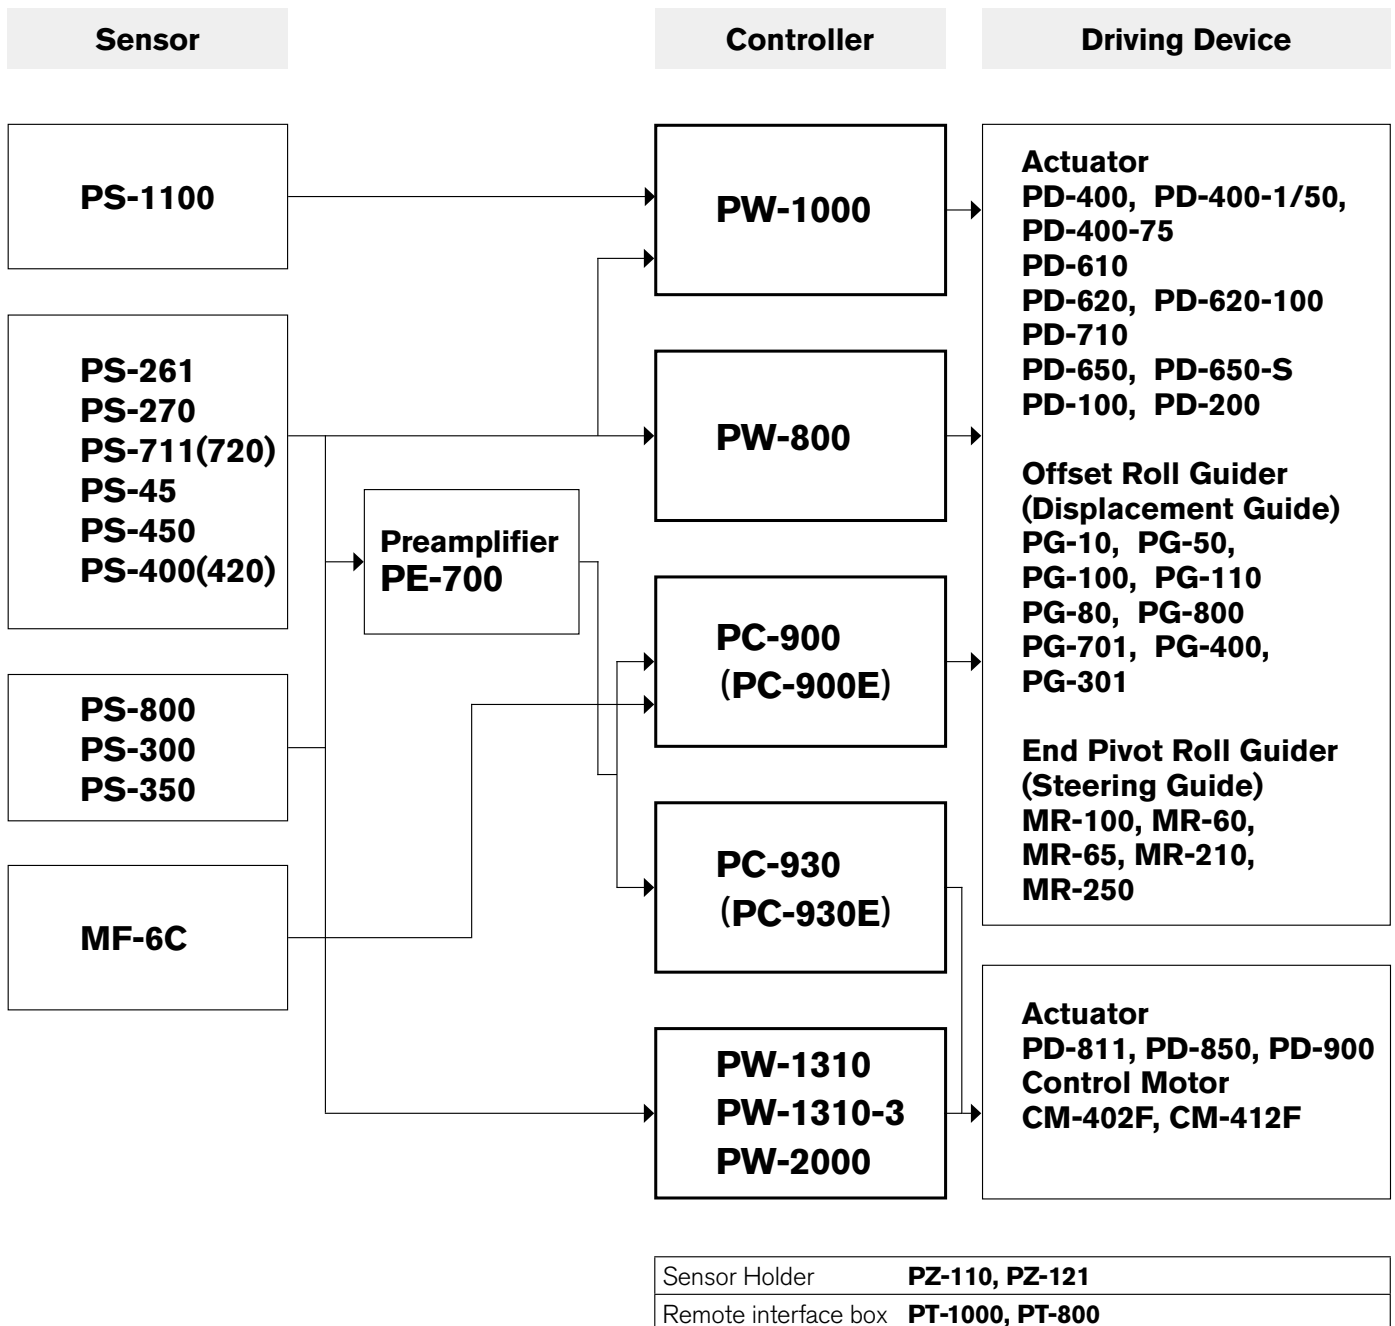 Sensor
Controller
Driving Device
PS-1100
PS-261
PS-270
PS-711(720)
PS-45
PS-450
PS-400(420)
PS-800
PS-300
PS-350
MF-6C
Preamplifier
PE-700
PW-1000
PW-800
PC-900
(PC-900E)
PC-930
(PC-930E)
PW-1310
PW-1310-3
PW-2000
Actuator
PD-400, PD-400-1/50,
PD-400-75
PD-610
PD-620, PD-620-100
PD-710
PD-650, PD-650-S
PD-100, PD-200
Offset Roll Guider
(Displacement Guide)
PG-10, PG-50,
PG-100, PG-110
PG-80, PG-800
PG-701, PG-400,
PG-301
End Pivot Roll Guider
(Steering Guide)
MR-100, MR-60,
MR-65, MR-210,
MR-250
Actuator
PD-811, PD-850, PD-900
Control Motor
CM-402F, CM-412F
Sensor Holder PZ-110, PZ-121
Remote interface box PT-1000, PT-800